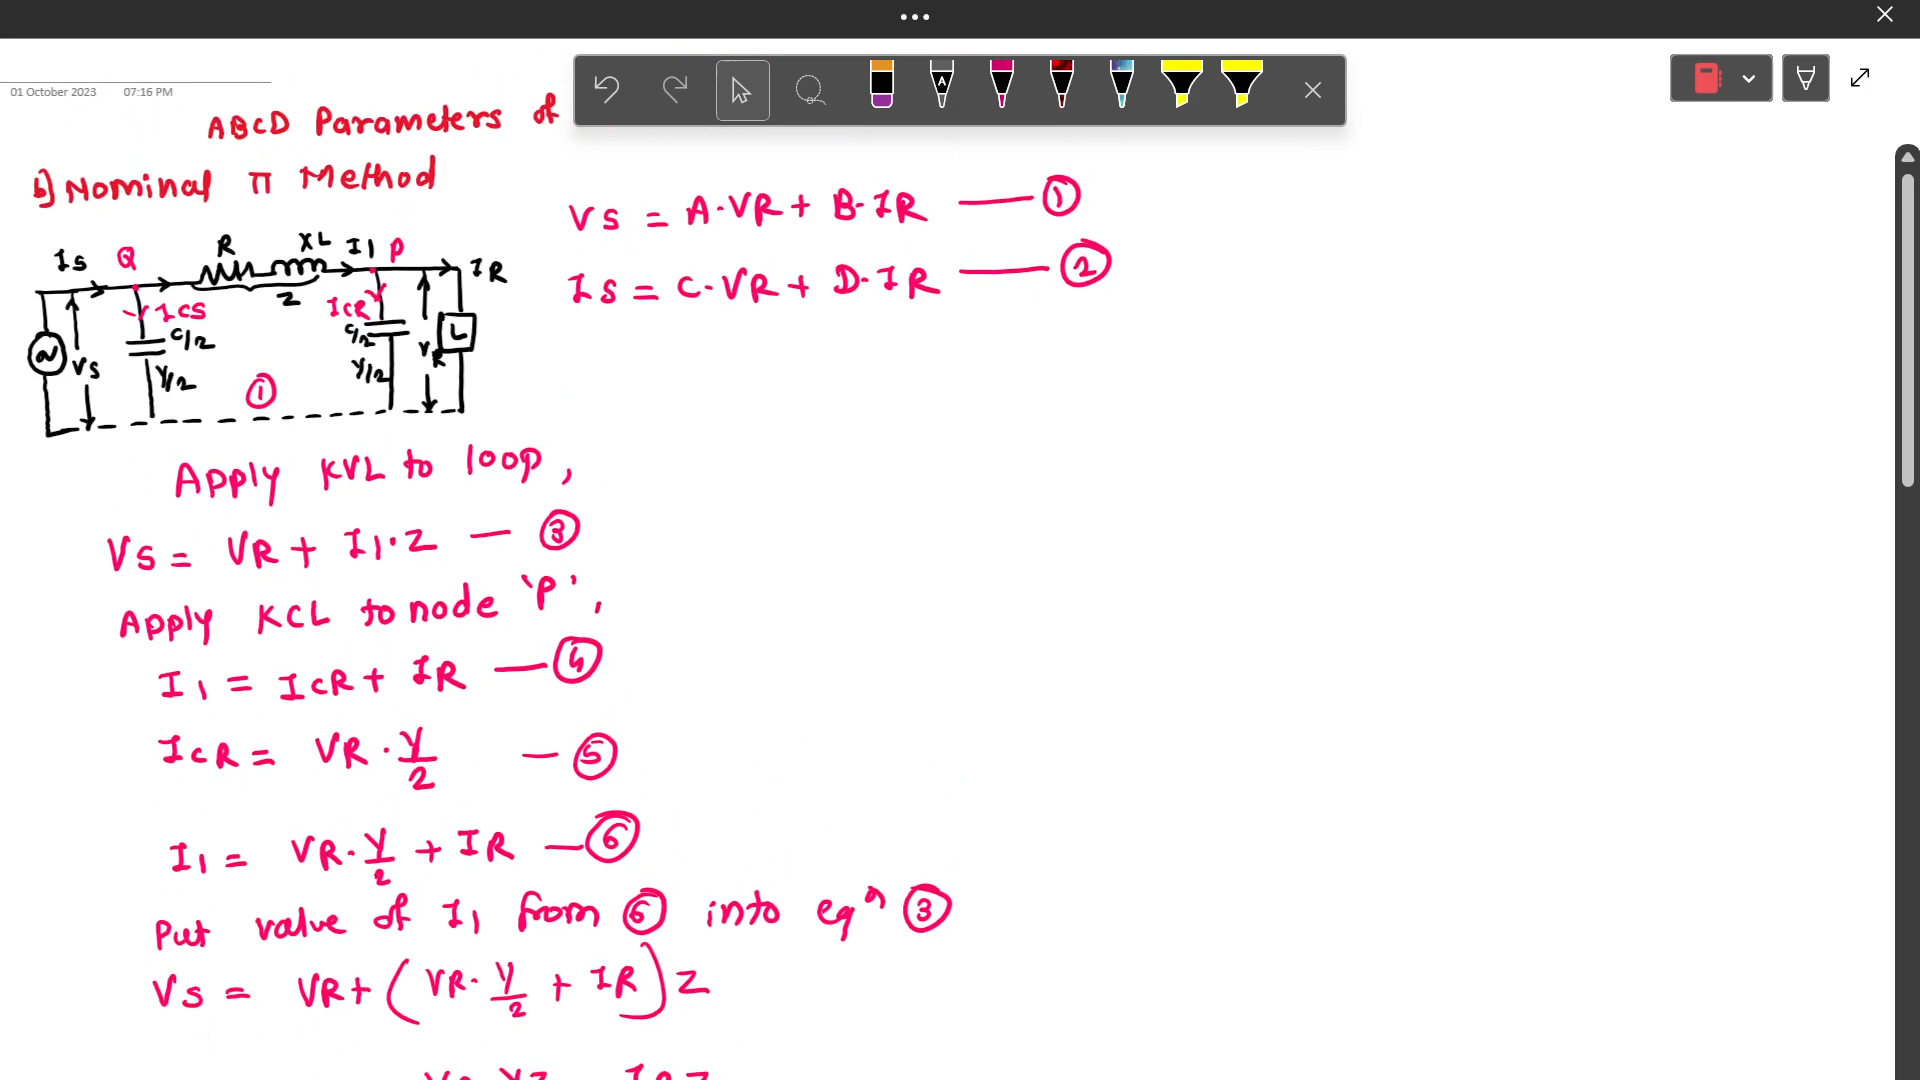 01 October 2023 07:16 PM
ABCD Parameters of
b) Nominal π Method
VS = A·VR + B·IR — ①
IS = C·VR + D·IR — ②
IS Q R XL I1 P IR
Z
ICS ICR
C/2 C/2 L
VS Y/2 Y/2 VR
①
Apply KVL to loop,
VS = VR + I1·Z — ③
Apply KCL to node 'P',
I1 = ICR + IR — ④
ICR = VR · Y/2 — ⑤
I1 = VR · Y/2 + IR — ⑥
Put value of I1 from ⑥ into eqn ③
VS = VR + (VR · Y/2 + IR) Z